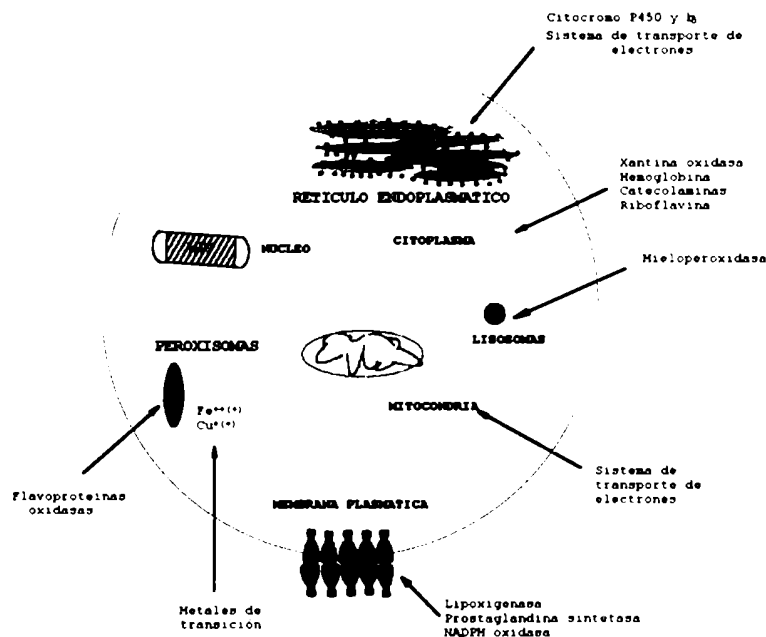 Citocromo P450 y b5
Sistema de transporte de
electrones
RETICULO ENDOPLASMATICO
Xantina oxidasa
Hemoglobina
Catecolaminas
Riboflavina
NUCLEO
CITOPLASMA
Mieloperoxidasa
LISOSOMAS
PEROXISOMAS
MITOCONDRIA
Fe++(+)
Cu+(+)
Flavoproteinas
oxidasas
Sistema de
transporte de
electrones
MEMBRANA PLASMATICA
Metales de
transición
Lipoxigenasa
Prostaglandina sintetasa
NADPH oxidasa